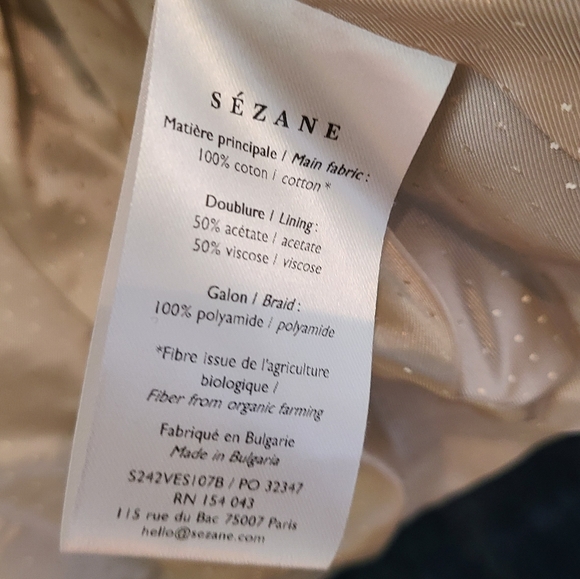 SÉZANE
Matière principale / Main fabric:
100% coton / cotton*
Doublure / Lining:
50% acétate / acetate
50% viscose / viscose
Galon / Braid:
100% polyamide / polyamide
*Fibre issue de l'agriculture
biologique /
Fiber from organic farming
Fabriqué en Bulgarie
Made in Bulgaria
S242VES107B / PO 32347
RN 154 043
115 rue du Bac 75007 Paris
hello@sezane.com